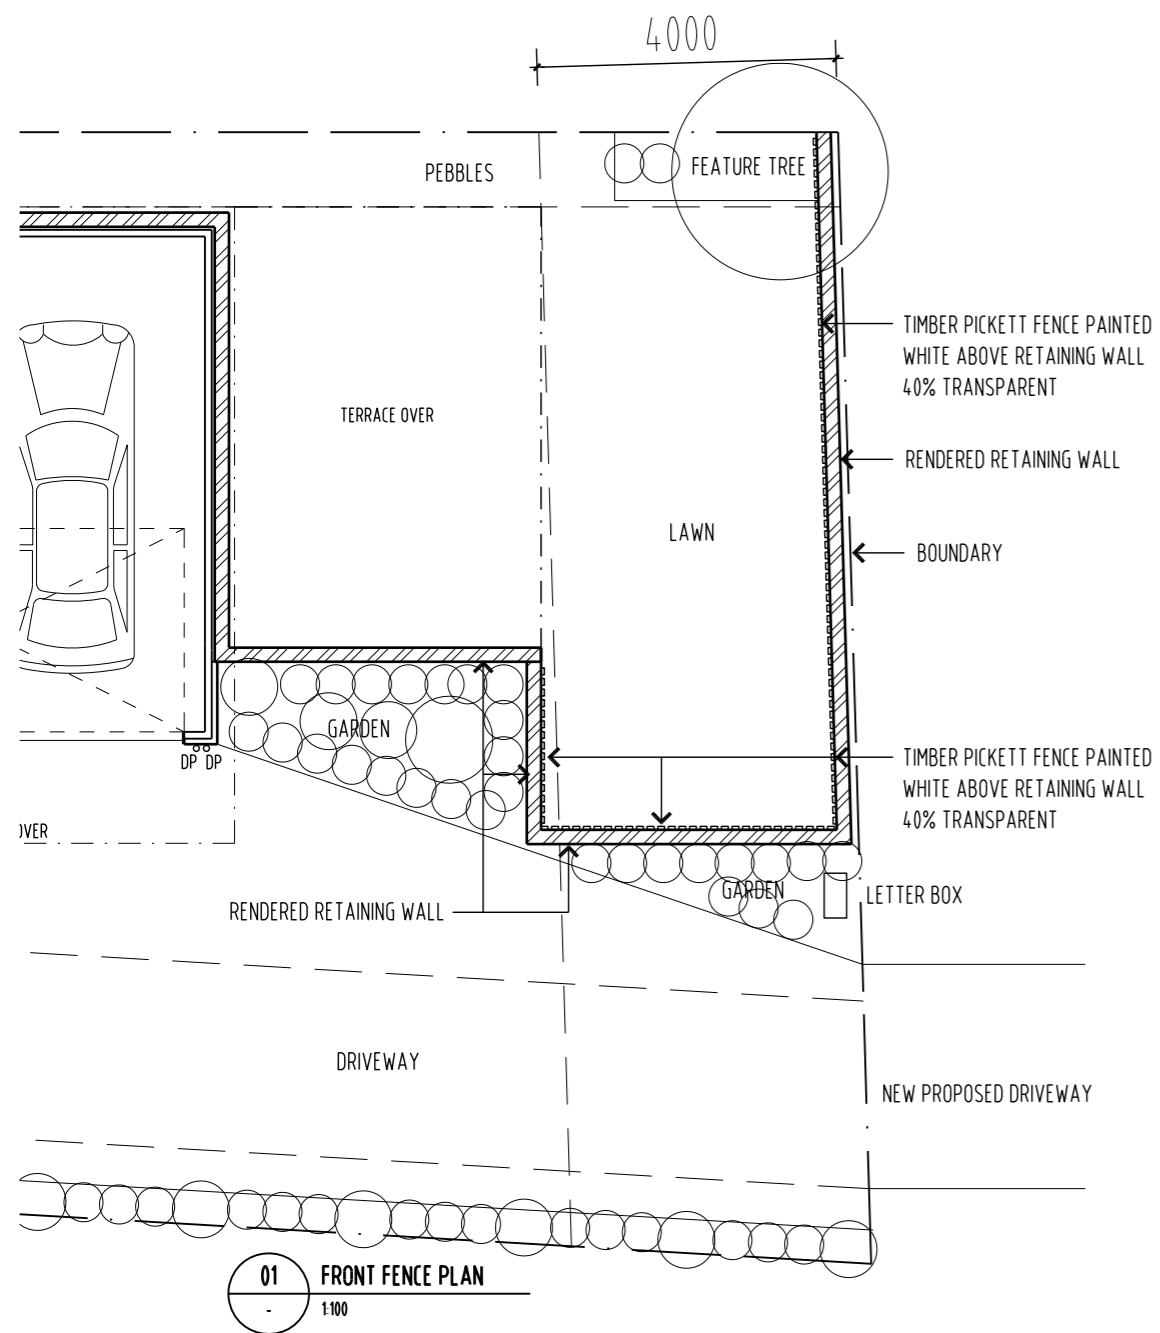 4000
PEBBLES
FEATURE TREE
TIMBER PICKETT FENCE PAINTED
WHITE ABOVE RETAINING WALL
40% TRANSPARENT
TERRACE OVER
RENDERED RETAINING WALL
LAWN
BOUNDARY
GARDEN
DP DP
TIMBER PICKETT FENCE PAINTED
WHITE ABOVE RETAINING WALL
40% TRANSPARENT
OVER
GARDEN
LETTER BOX
RENDERED RETAINING WALL
DRIVEWAY
NEW PROPOSED DRIVEWAY
01 FRONT FENCE PLAN
- 1:100